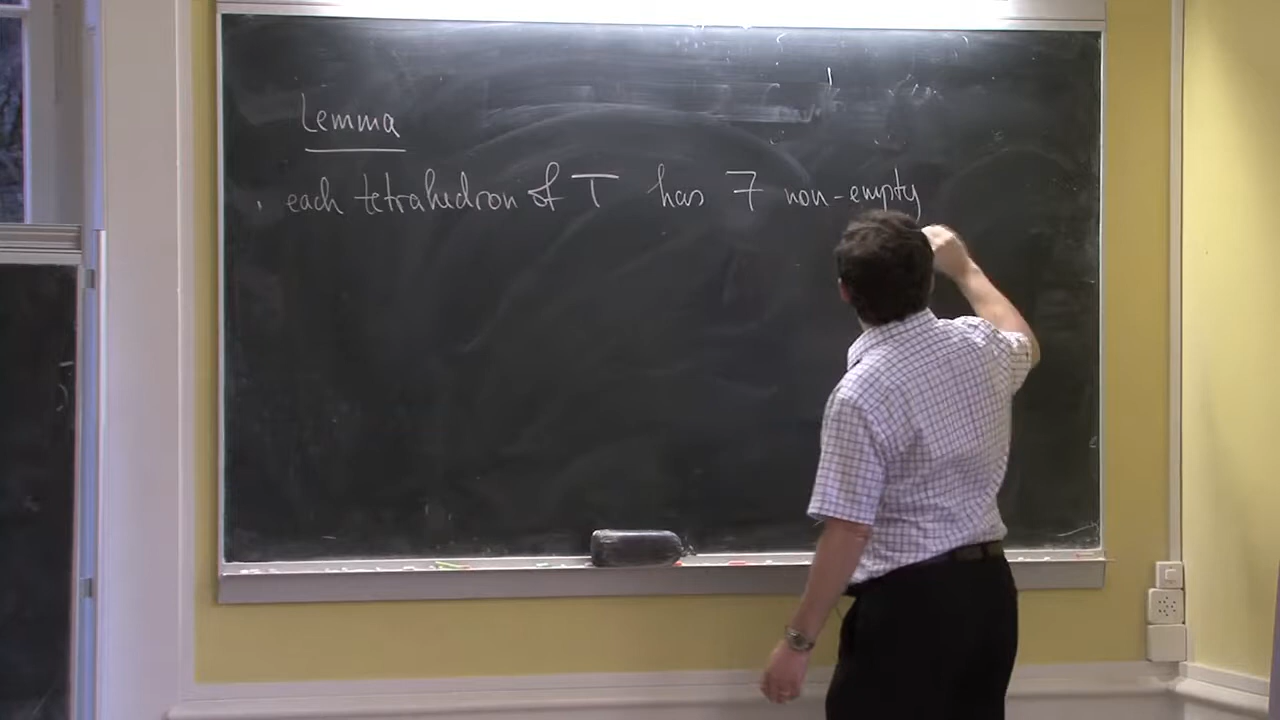 Lemma
· each tetrahedron of T has 7 non-empty